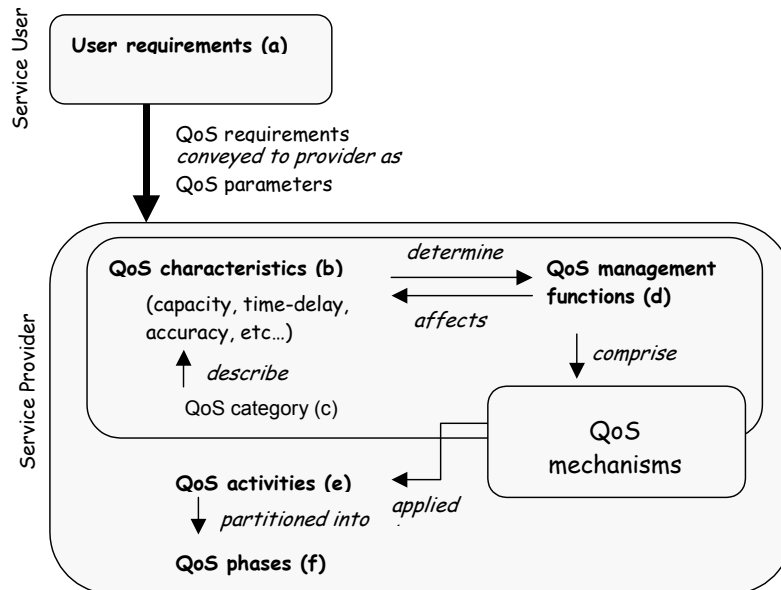 Service User
User requirements (a)
QoS requirements
conveyed to provider as
QoS parameters
Service Provider
QoS characteristics (b)
(capacity, time-delay,
accuracy, etc…)
determine
affects
QoS management
functions (d)
describe
QoS category (c)
comprise
QoS
mechanisms
QoS activities (e)
applied
partitioned into
QoS phases (f)